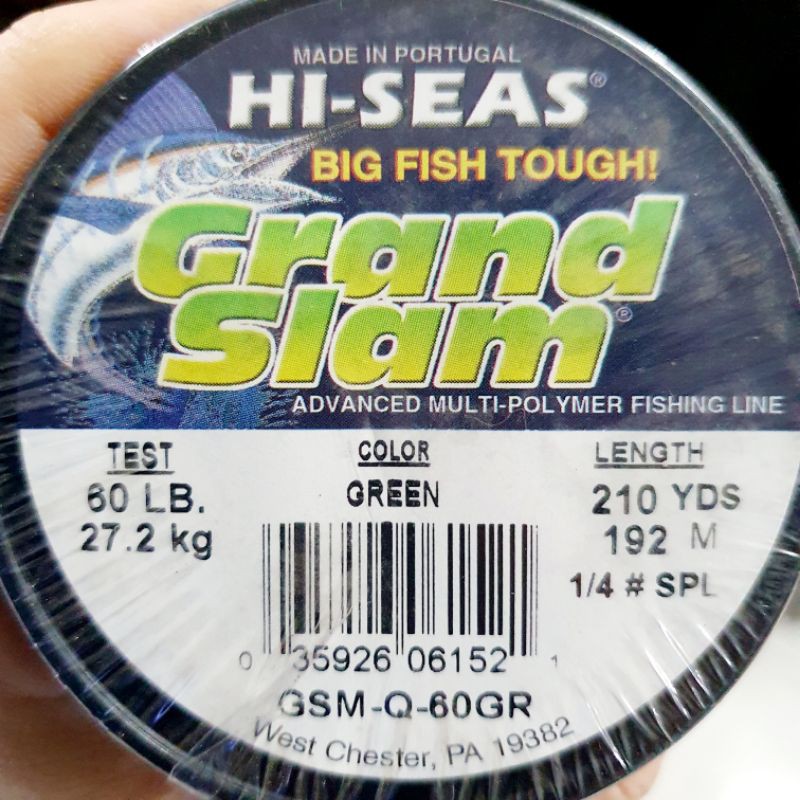 MADE IN PORTUGAL
HI-SEAS®
BIG FISH TOUGH!
Grand
Slam®
ADVANCED MULTI-POLYMER FISHING LINE
TEST COLOR LENGTH
60 LB. GREEN 210 YDS
27.2 kg 192 M
1/4 # SPL
0 35926 06152 1
GSM-Q-60GR
West Chester, PA 19382